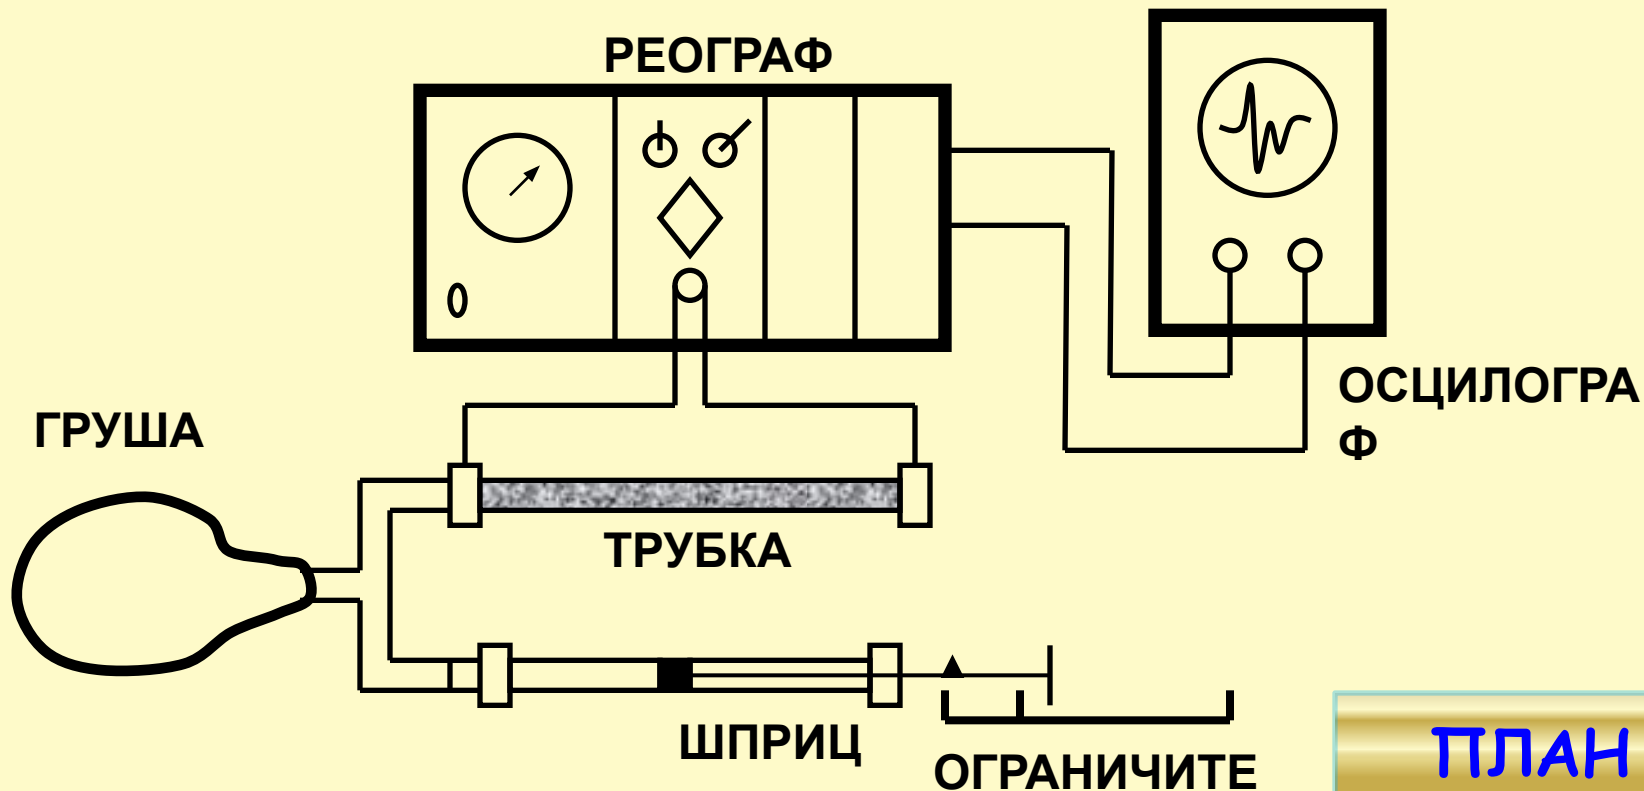 РЕОГРАФ
ОСЦИЛОГРА
Ф
ГРУША
ТРУБКА
ШПРИЦ
ОГРАНИЧИТЕ
ПЛАН